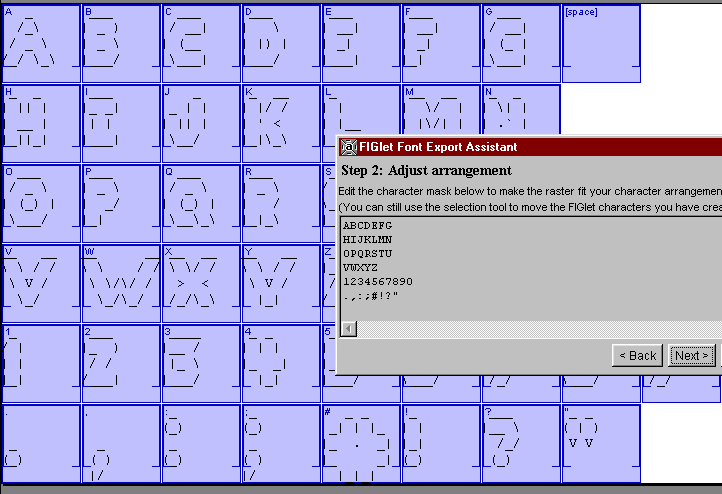 A B C D E F G [space]
H I J K L M N
FIGlet Font Export Assistant
Step 2: Adjust arrangement
Edit the character mask below to make the raster fit your character
(You can still use the selection tool to move the FIGlet characters you have
ABCDEFG
HIJKLMN
OPQRSTU
VWXYZ
1234567890
.,:;#!?"
< Back Next >
O P Q R S
V W X Y Z
1 2 3 4 5
. , : ; # ! ? "